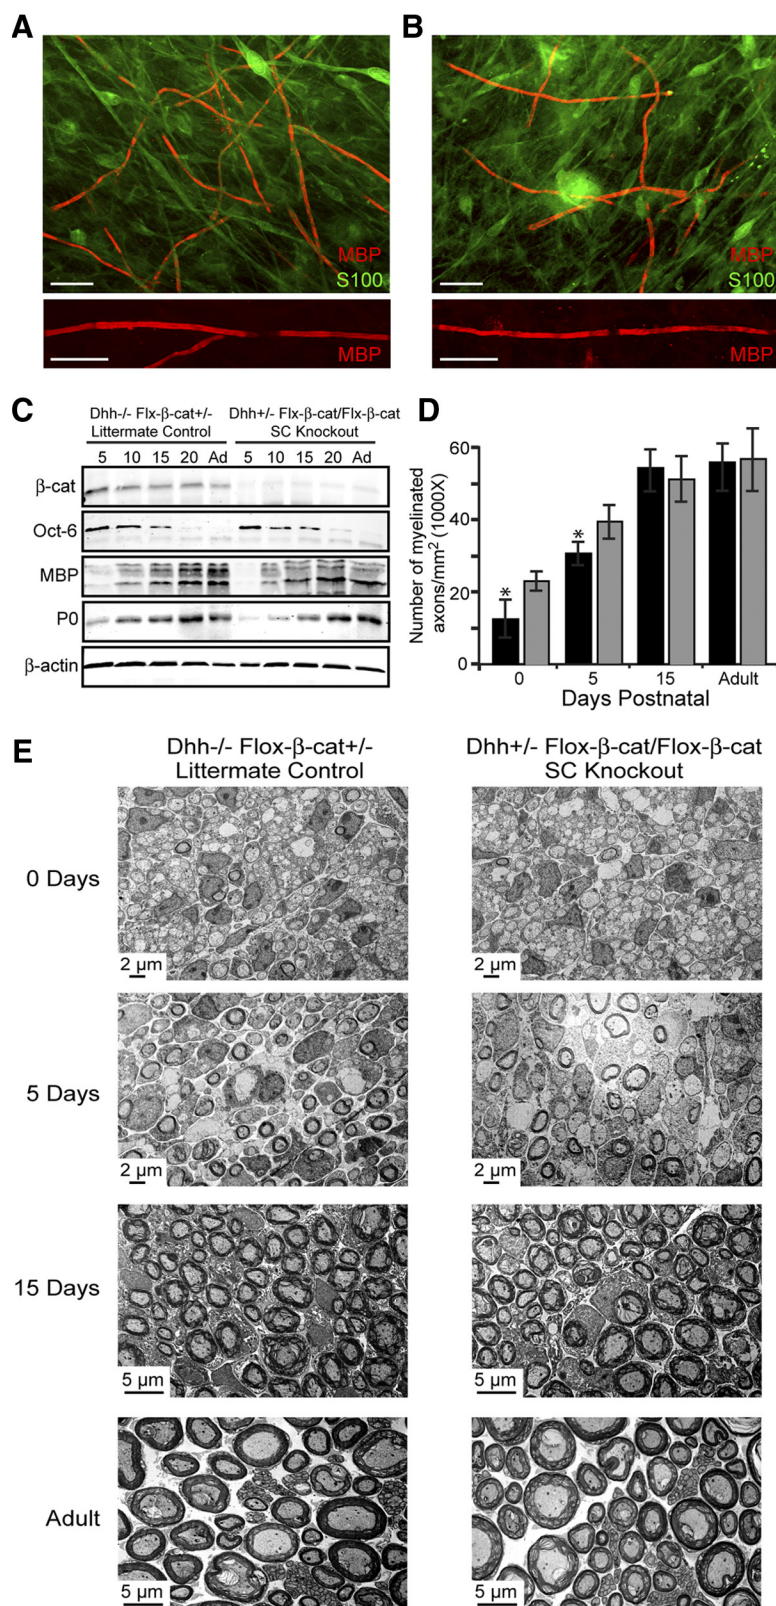 A
B
MBP
S100
MBP
S100
MBP
MBP
C
Dhh-/- Flx-β-cat+/- Dhh+/- Flx-β-cat/Flx-β-cat
Littermate Control SC Knockout
5 10 15 20 Ad 5 10 15 20 Ad
β-cat
Oct-6
MBP
P0
β-actin
D
Number of myelinated
axons/mm² (1000X)
60
40
20
0
*
*
0 5 15 Adult
Days Postnatal
E
Dhh-/- Flox-β-cat+/- Dhh+/- Flox-β-cat/Flox-β-cat
Littermate Control SC Knockout
0 Days
2 µm
2 µm
5 Days
2 µm
2 µm
15 Days
5 µm
5 µm
Adult
5 µm
5 µm